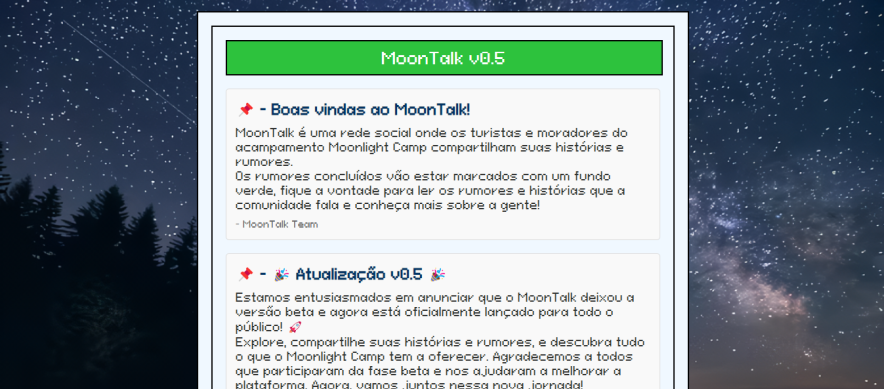 MoonTalk v0.5
📌 - Boas vindas ao MoonTalk!
MoonTalk é uma rede social onde os turistas e moradores do
acampamento Moonlight Camp compartilham suas histórias e
rumores.
Os rumores concluídos vão estar marcados com um fundo
verde, fique a vontade para ler os rumores e histórias que a
comunidade fala e conheça mais sobre a gente!
- MoonTalk Team
📌 - 🎉 Atualização v0.5 🎉
Estamos entusiasmados em anunciar que o MoonTalk deixou a
versão beta e agora está oficialmente lançado para todo o
público! 🚀
Explore, compartilhe suas histórias e rumores, e descubra tudo
o que o Moonlight Camp tem a oferecer. Agradecemos a todos
que participaram da fase beta e nos ajudaram a melhorar a
plataforma. Agora, vamos juntos nessa nova jornada!